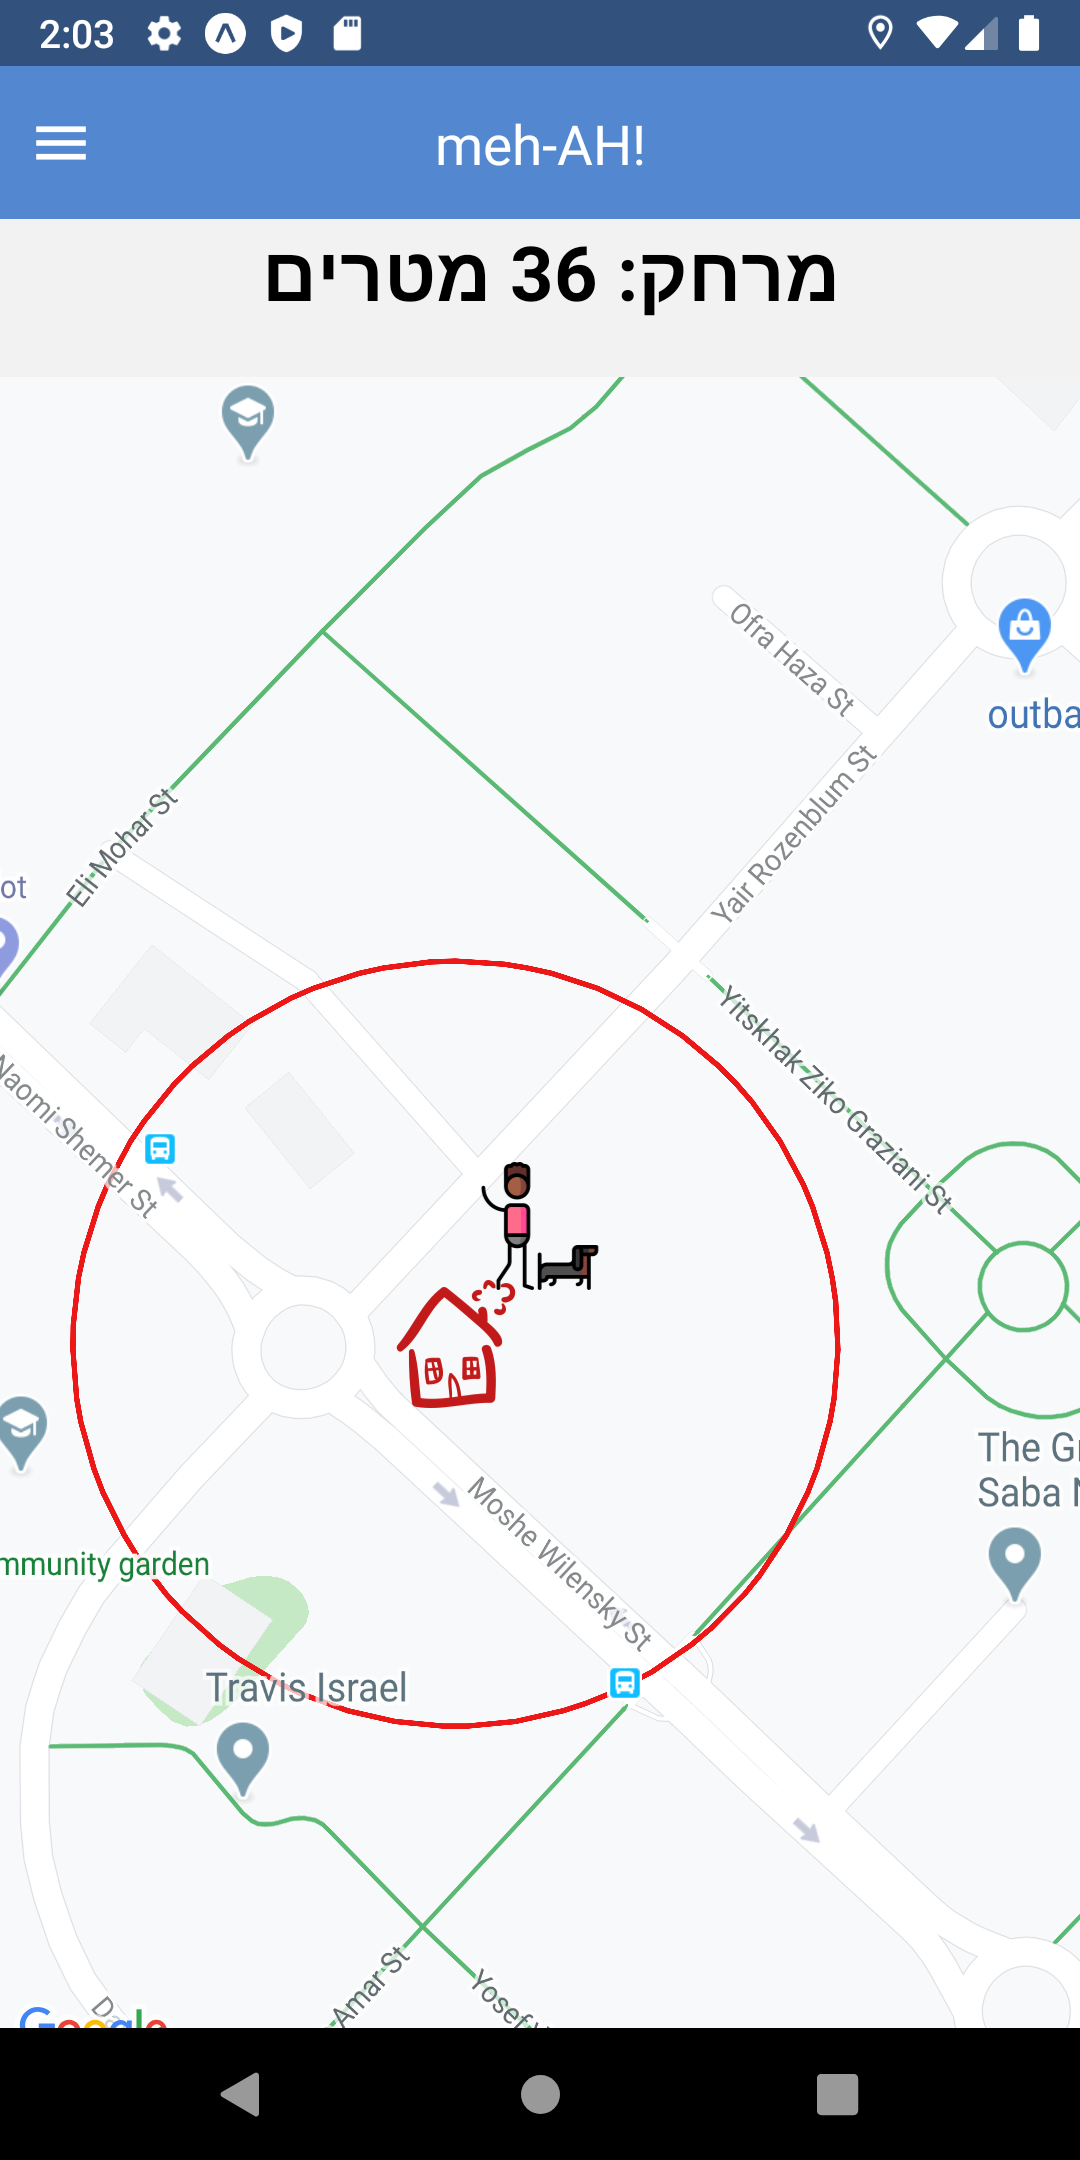 2:03
meh-AH!
מרחק: 36 מטרים
Ofra Haza St
outba
Yair Rozenblum St
Eli Mohar St
ot
Yitskhak Ziko Graziani St
Naomi Shemer St
The Gr
Saba N
Moshe Wilensky St
mmunity garden
Travis Israel
Amar St
Yosef
Da
Google